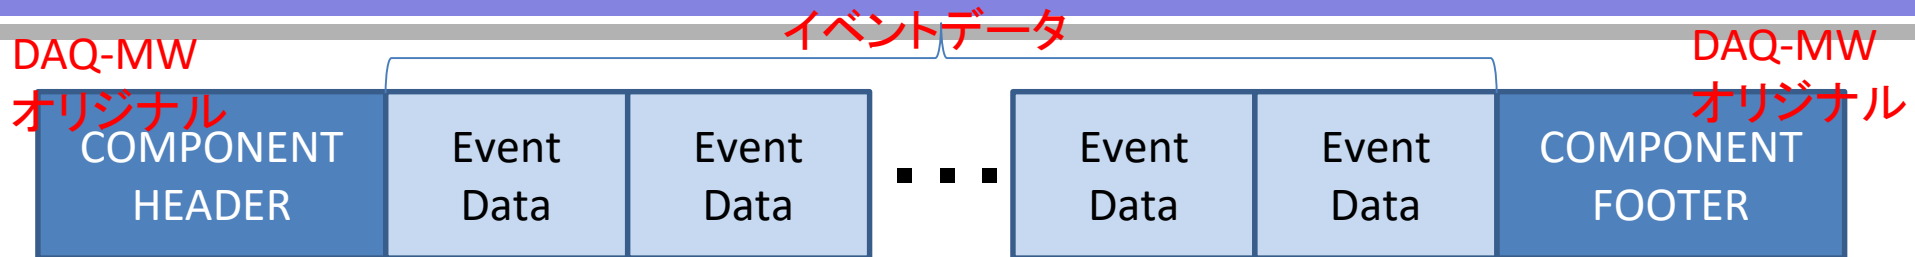 イベントデータ
DAQ-MW
オリジナル
DAQ-MW
オリジナル
COMPONENT
HEADER
Event
Data
Event
Data
▪ ▪ ▪
Event
Data
Event
Data
COMPONENT
FOOTER